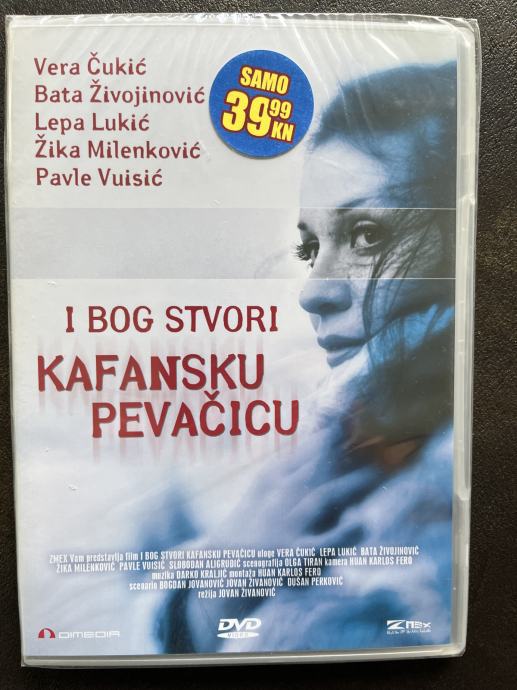 Vera Čukić
Bata Živojinović
Lepa Lukić
Žika Milenković
Pavle Vuisić
SAMO
39 99
KN
I BOG STVORI
KAFANSKU
PEVAČICU
ZMEX Vam predstavlja film I BOG STVORI KAFANSKU PEVAČICU uloge VERA ČUKIĆ LEPA LUKIĆ BATA ŽIVOJINOVIĆ
ŽIKA MILENKOVIĆ PAVLE VUISIĆ SLOBODAN ALIGRUDIĆ scenografija OLGA TIRAN kamera HUAN KARLOS FERO
muzika DARKO KRALJIĆ montaža HUAN KARLOS FERO
scenario BOGDAN JOVANOVIĆ JOVAN ŽIVANOVIĆ DUŠAN PERKOVIĆ
režija JOVAN ŽIVANOVIĆ
DIMEDIA
DVD
VIDEO
Zmex